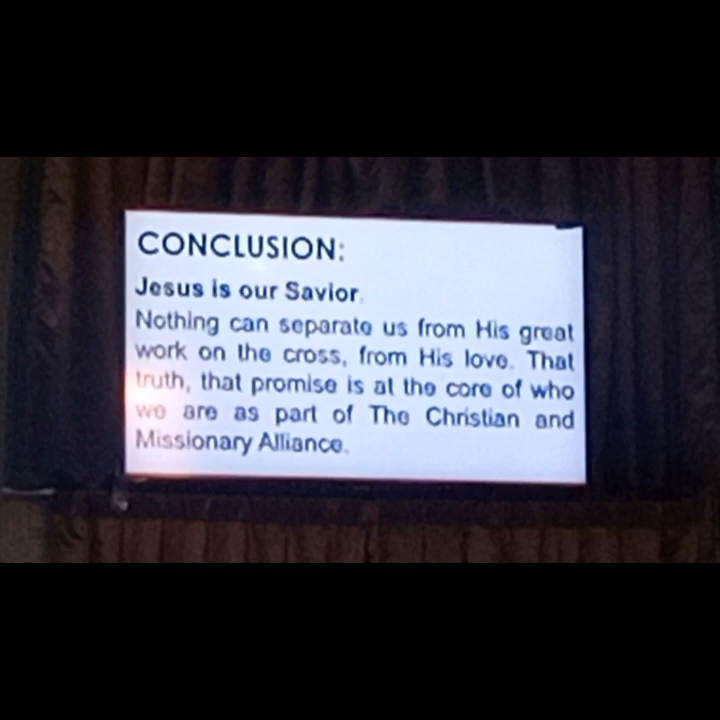 CONCLUSION:
Jesus is our Savior.
Nothing can separate us from His great
work on the cross, from His love. That
truth, that promise is at the core of who
we are as part of The Christian and
Missionary Alliance.